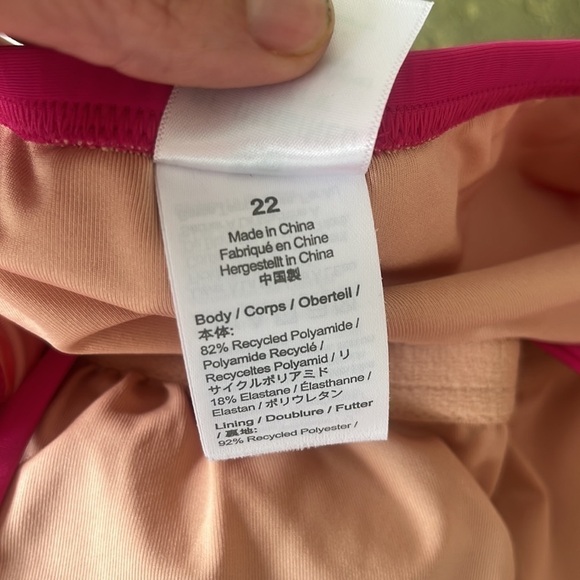 22
Made in China
Fabriqué en Chine
Hergestellt in China
中国製
Body / Corps / Oberteil /
本体:
82% Recycled Polyamide /
Polyamide Recyclé /
Recyceltes Polyamid / リ
サイクルポリアミド
18% Elastane / Élasthanne /
Elastan / ポリウレタン
Lining / Doublure / Futter
/ 裏地:
92% Recycled Polyester /